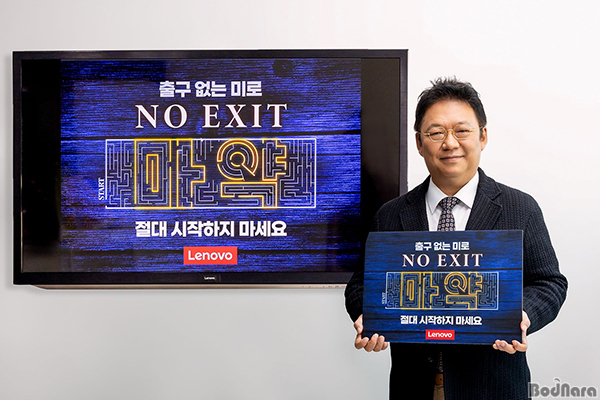 출구 없는 미로
NO EXIT
START
마약
절대 시작하지 마세요
Lenovo
Lenovo
출구 없는 미로
NO EXIT
START
마약
절대 시작하지 마세요
Lenovo
BodNara